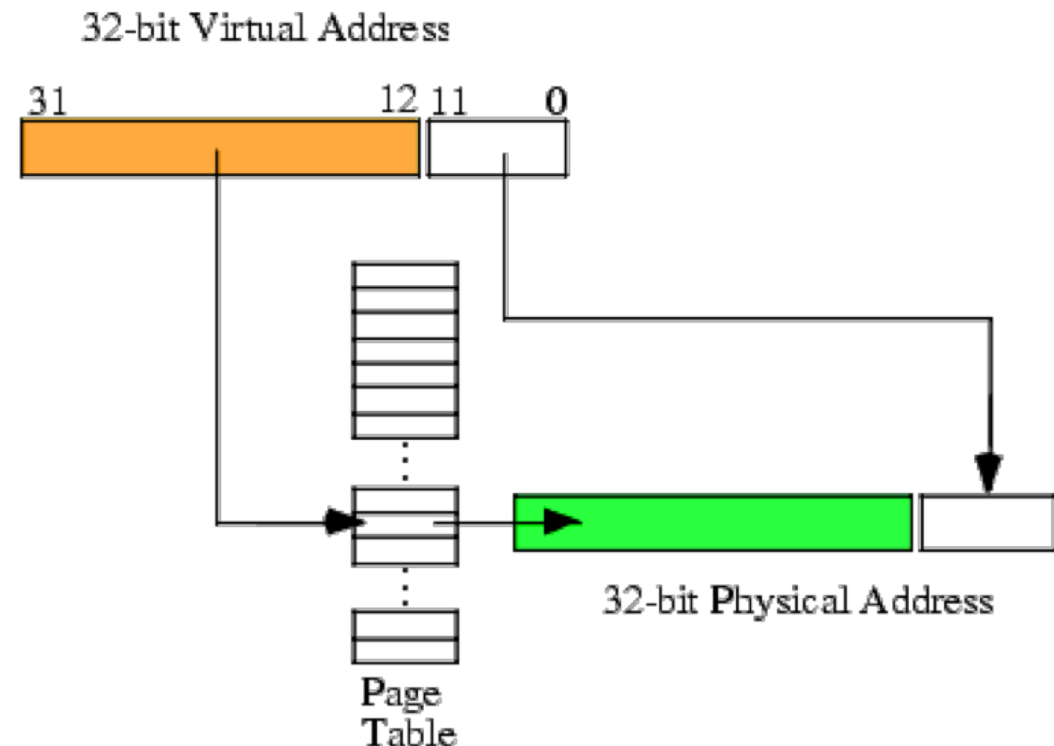 32-bit Virtual Address
31 12 11 0
32-bit Physical Address
Page
Table